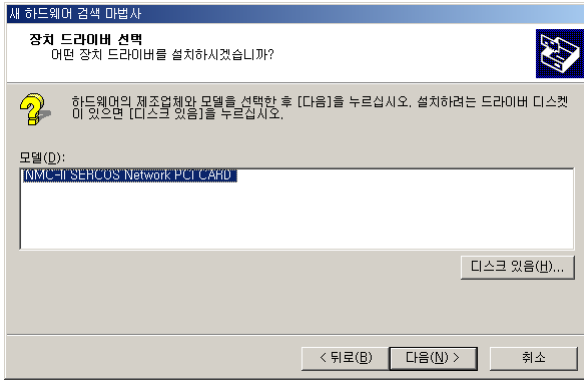 새 하드웨어 검색 마법사
장치 드라이버 선택
어떤 장치 드라이버를 설치하시겠습니까?
하드웨어의 제조업체와 모델을 선택한 후 [다음]을 누르십시오. 설치하려는 드라이버 디스켓
이 있으면 [디스크 있음]을 누르십시오.
모델(D):
NMC-II SERCOS Network PCI CARD
디스크 있음(H)...
< 뒤로(B) 다음(N) > 취소